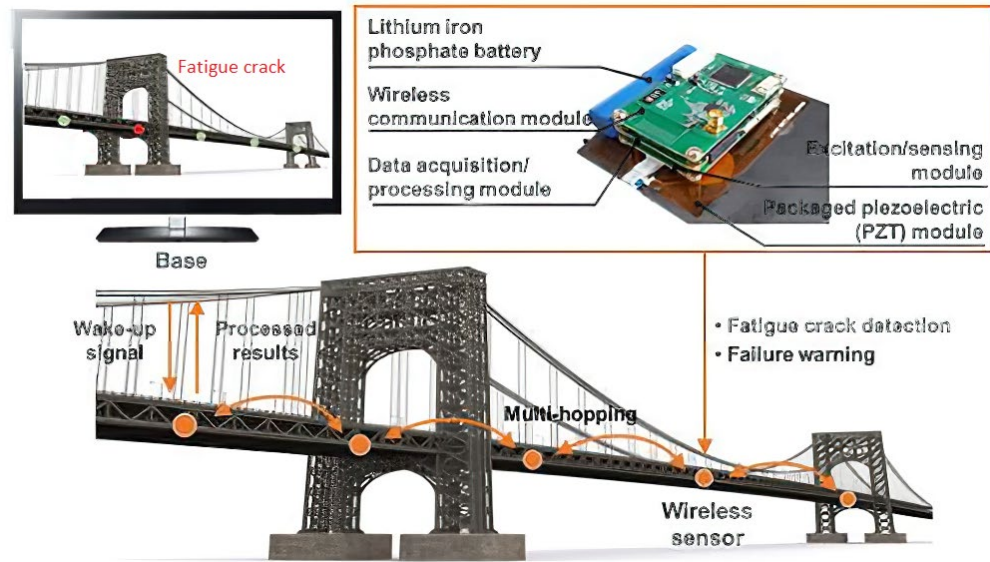 Fatigue crack
Base
Lithium iron
phosphate battery
Wireless
communication module
Data acquisition/
processing module
Excitation/sensing
module
Packaged piezoelectric
(PZT) module
Wake-up
signal
Processed
results
• Fatigue crack detection
• Failure warning
Multi-hopping
Wireless
sensor